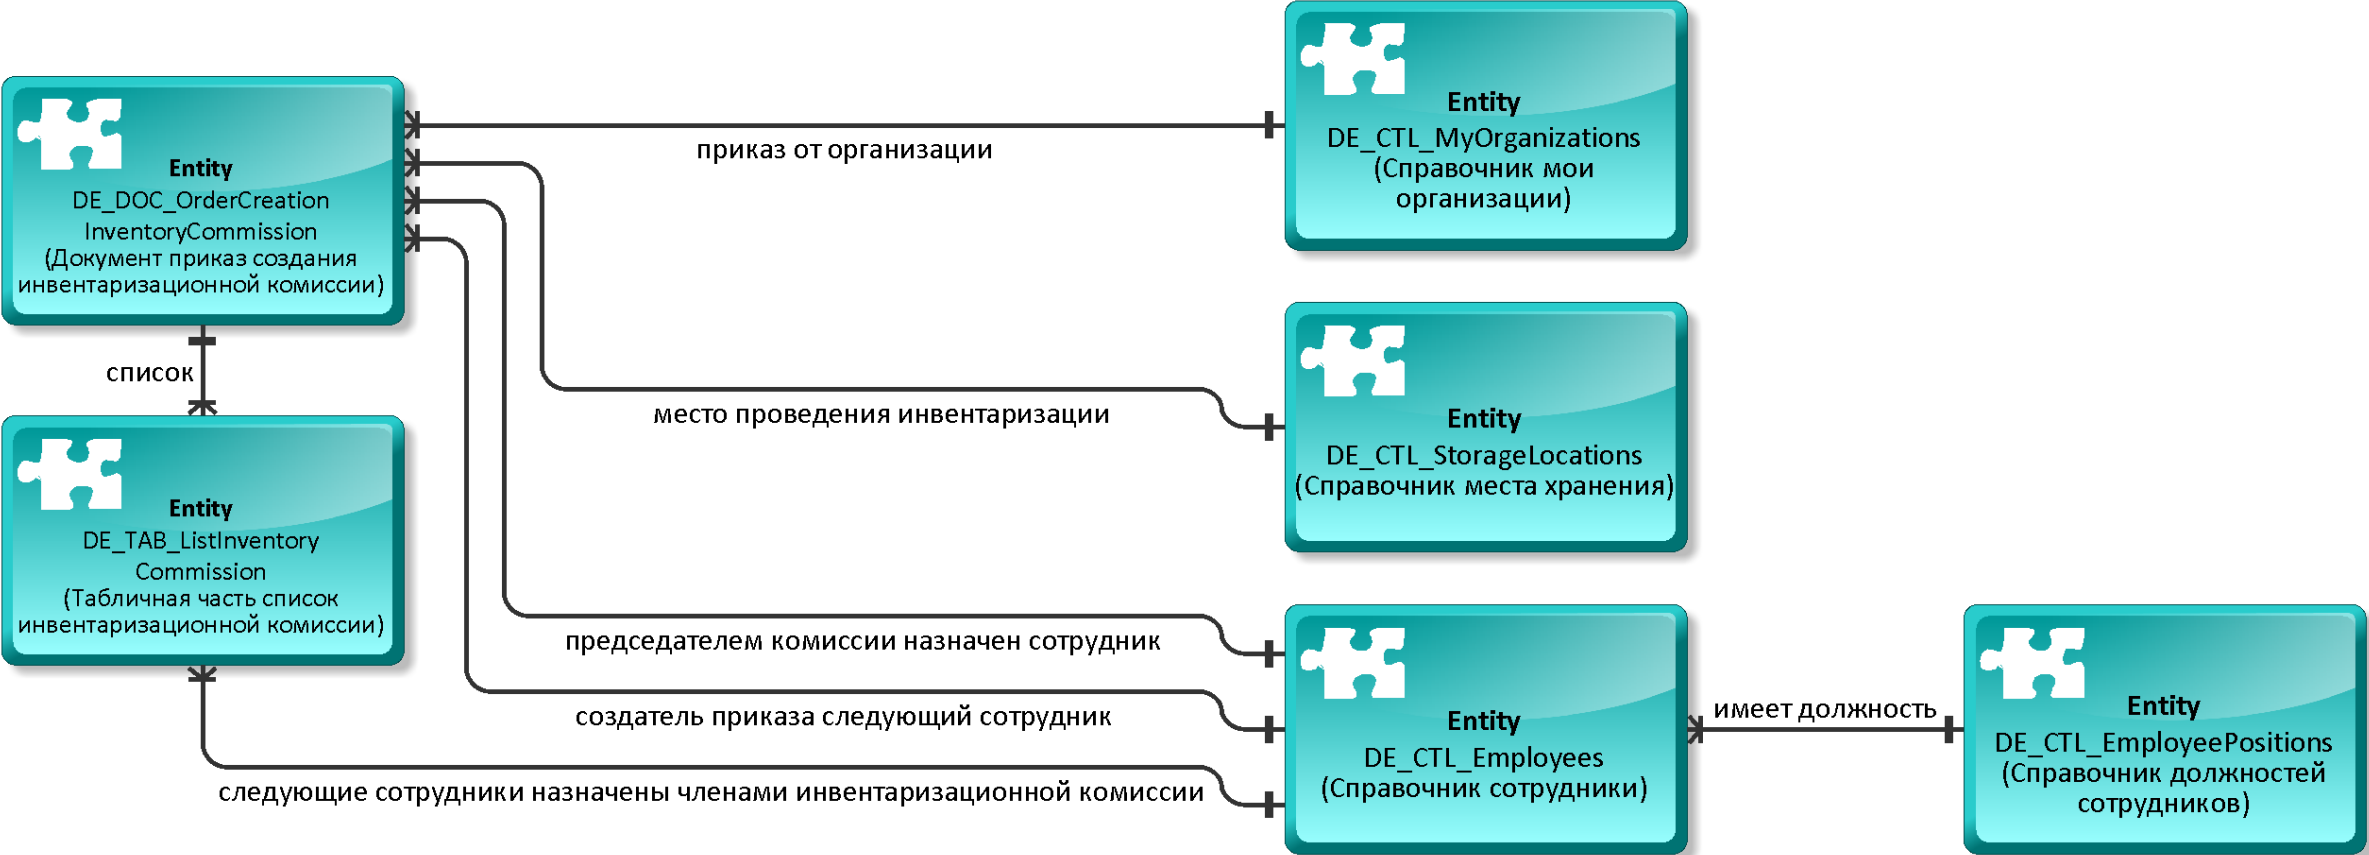 Entity
DE_DOC_OrderCreation
InventoryCommission
(Документ приказ создания
инвентаризационной комиссии)
список
Entity
DE_TAB_ListInventory
Commission
(Табличная часть список
инвентаризационной комиссии)
приказ от организации
место проведения инвентаризации
председателем комиссии назначен сотрудник
создатель приказа следующий сотрудник
следующие сотрудники назначены членами инвентаризационной комиссии
Entity
DE_CTL_MyOrganizations
(Справочник мои
организации)
Entity
DE_CTL_StorageLocations
(Справочник места хранения)
Entity
DE_CTL_Employees
(Справочник сотрудники)
имеет должность
Entity
DE_CTL_EmployeePositions
(Справочник должностей
сотрудников)